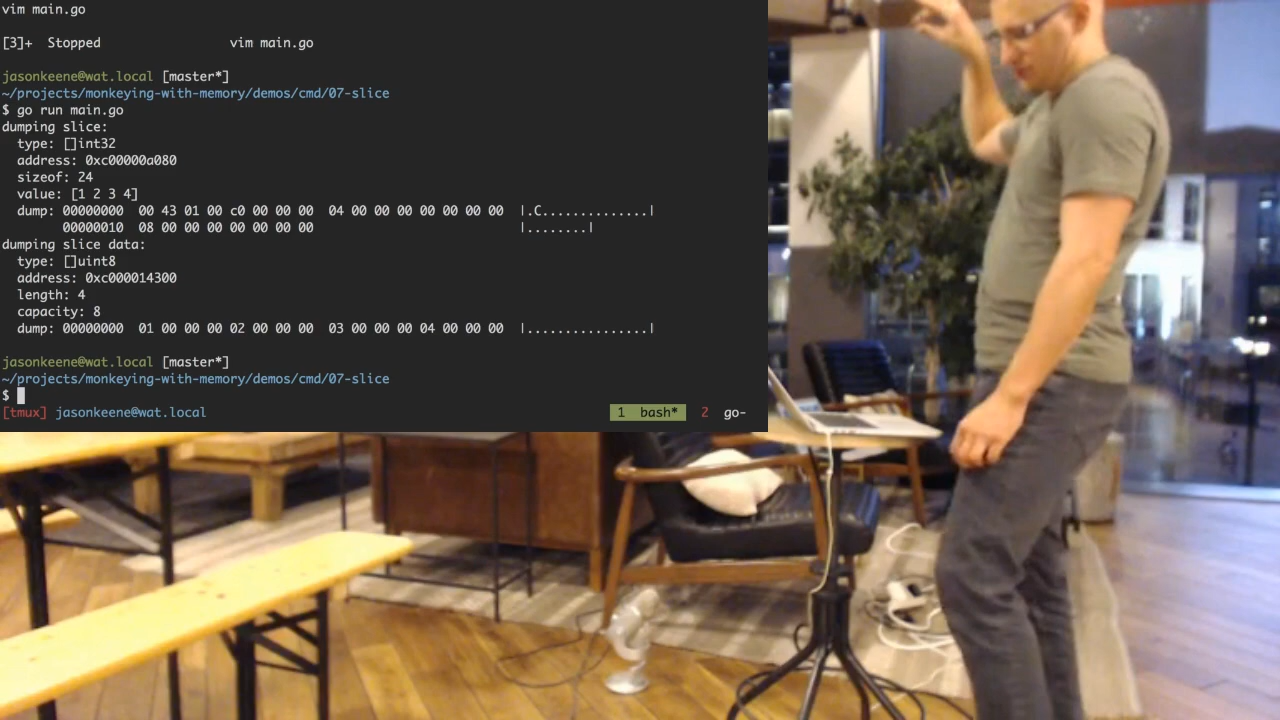 vim main.go
[3]+  Stopped                 vim main.go
jasonkeene@wat.local [master*]
~/projects/monkeying-with-memory/demos/cmd/07-slice
$ go run main.go
dumping slice:
  type: []int32
  address: 0xc00000a080
  sizeof: 24
  value: [1 2 3 4]
  dump: 00000000  00 43 01 00 c0 00 00 00  04 00 00 00 00 00 00 00  |.C..............|
        00000010  08 00 00 00 00 00 00 00                           |........|
dumping slice data:
  type: []uint8
  address: 0xc000014300
  length: 4
  capacity: 8
  dump: 00000000  01 00 00 00 02 00 00 00  03 00 00 00 04 00 00 00  |................|
jasonkeene@wat.local [master*]
~/projects/monkeying-with-memory/demos/cmd/07-slice
$
[tmux] jasonkeene@wat.local 1 bash* 2 go-